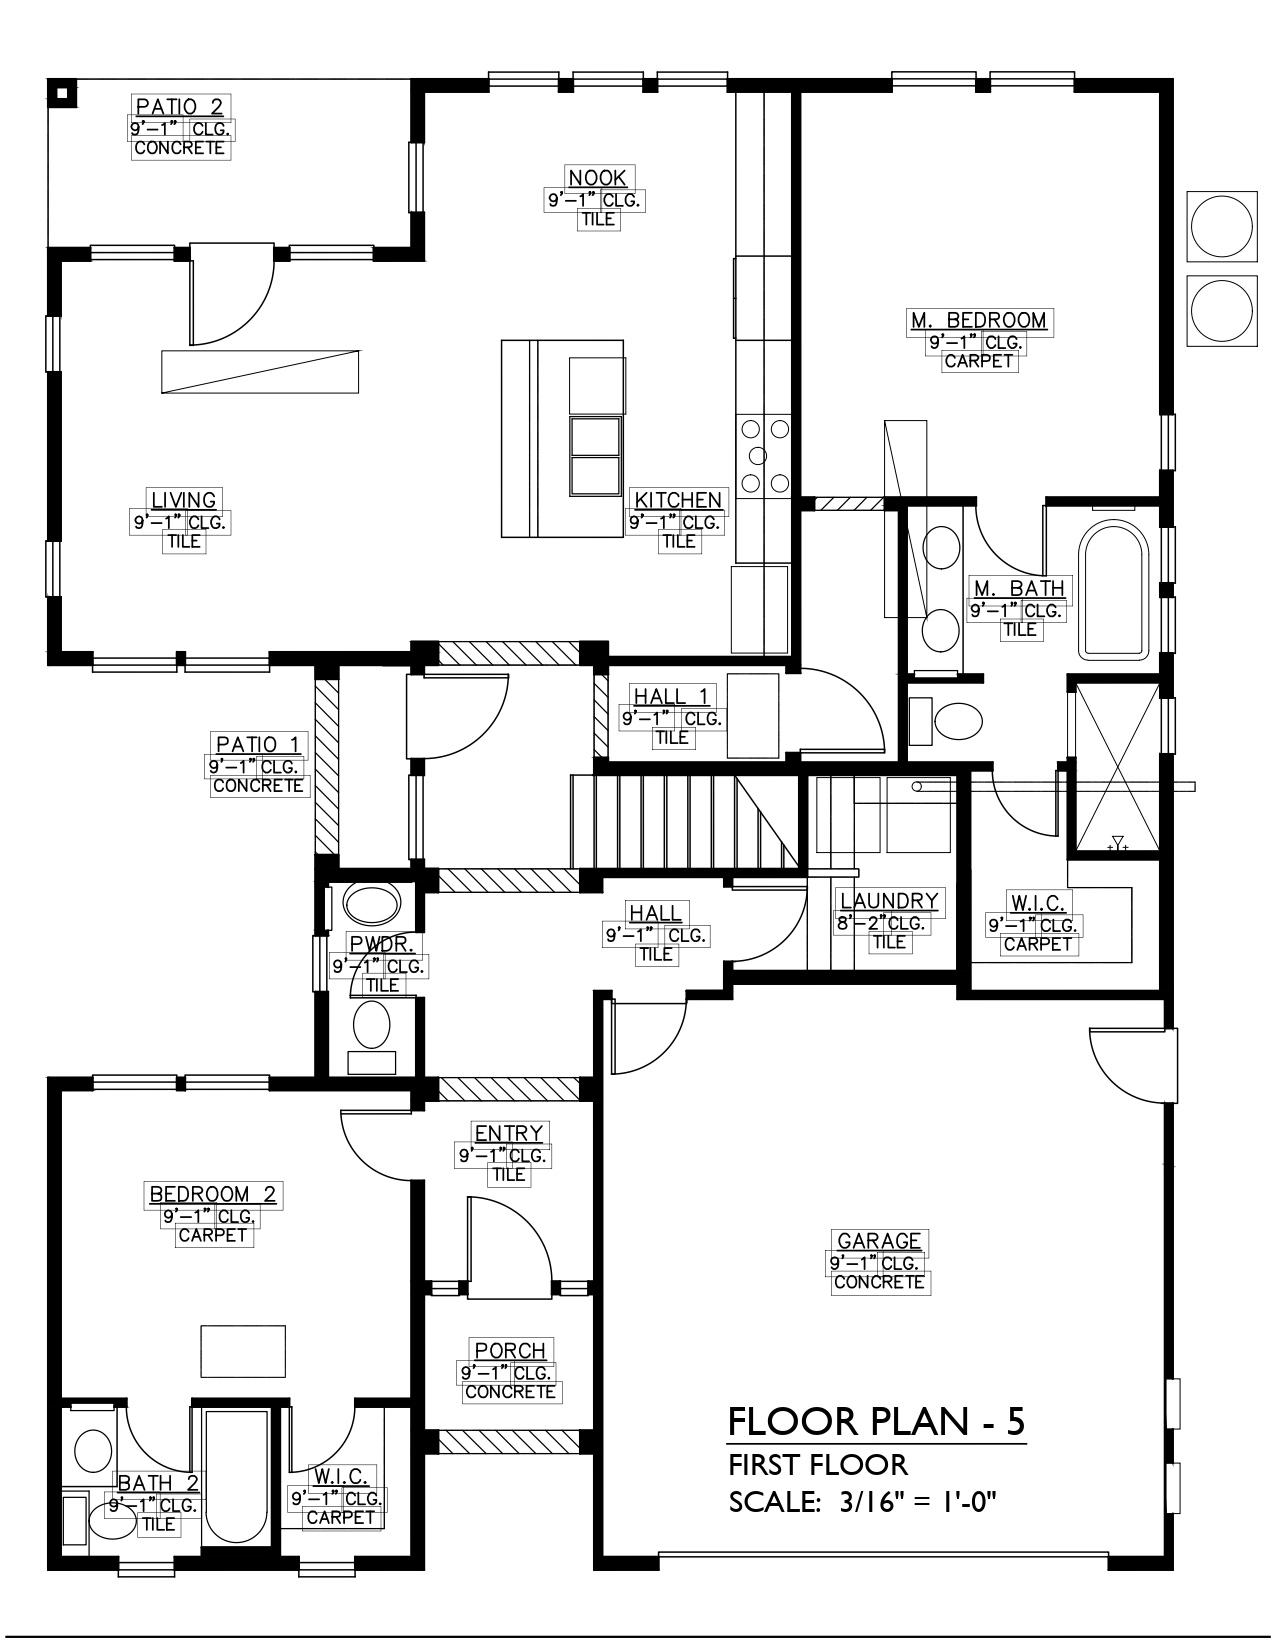 PATIO 2
9'-1" CLG.
CONCRETE
NOOK
9'-1" CLG.
TILE
M. BEDROOM
9'-1" CLG.
CARPET
LIVING
9'-1" CLG.
TILE
KITCHEN
9'-1" CLG.
TILE
M. BATH
9'-1" CLG.
TILE
HALL 1
9'-1" CLG.
TILE
PATIO 1
9'-1" CLG.
CONCRETE
LAUNDRY
8'-2" CLG.
TILE
W.I.C.
9'-1" CLG.
CARPET
HALL
9'-1" CLG.
TILE
PWDR.
9'-1" CLG.
TILE
ENTRY
9'-1" CLG.
TILE
BEDROOM 2
9'-1" CLG.
CARPET
GARAGE
9'-1" CLG.
CONCRETE
PORCH
9'-1" CLG.
CONCRETE
BATH 2
9'-1" CLG.
TILE
W.I.C.
9'-1" CLG.
CARPET
FLOOR PLAN - 5
FIRST FLOOR
SCALE: 3/16" = 1'-0"